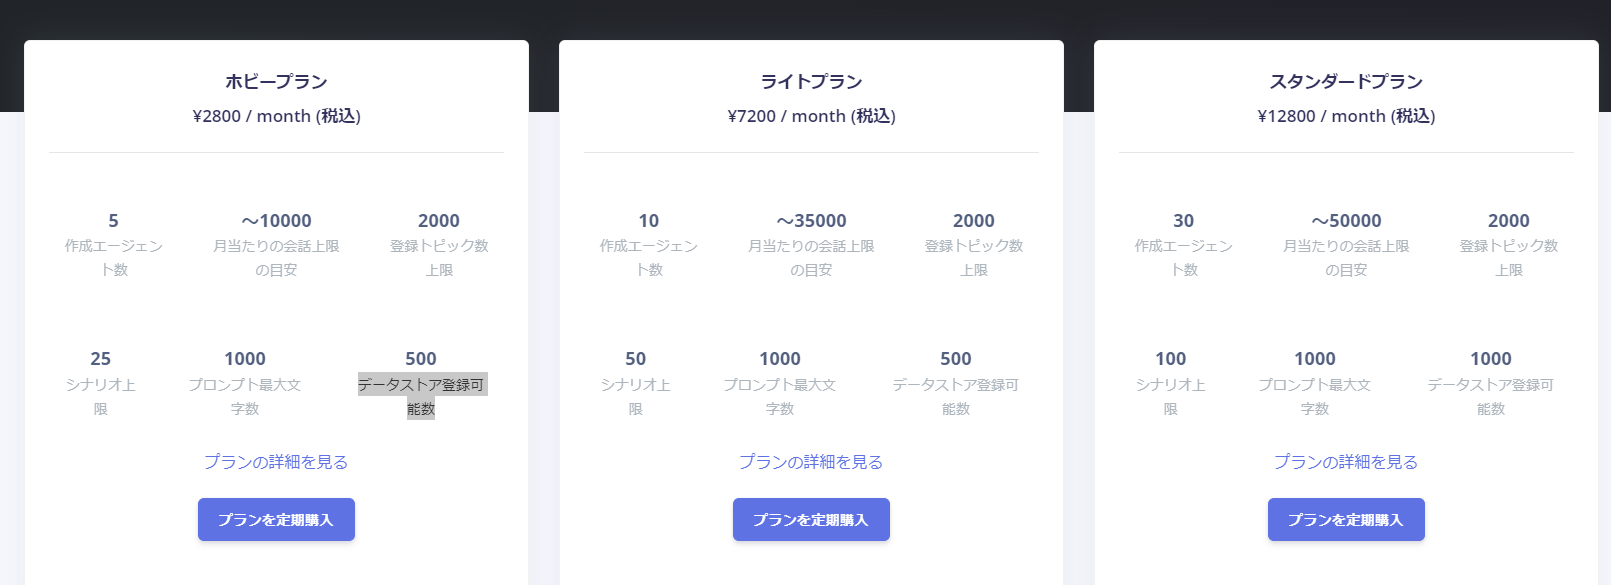 ホビープラン
¥2800 / month (税込)
5
作成エージェン
ト数
～10000
月当たりの会話上限
の目安
2000
登録トピック数
上限
25
シナリオ上
限
1000
プロンプト最大文
字数
500
データストア登録可
能数
プランの詳細を見る
プランを定期購入
ライトプラン
¥7200 / month (税込)
10
作成エージェン
ト数
～35000
月当たりの会話上限
の目安
2000
登録トピック数
上限
50
シナリオ上
限
1000
プロンプト最大文
字数
500
データストア登録可
能数
プランの詳細を見る
プランを定期購入
スタンダードプラン
¥12800 / month (税込)
30
作成エージェン
ト数
～50000
月当たりの会話上限
の目安
2000
登録トピック数
上限
100
シナリオ上
限
1000
プロンプト最大文
字数
1000
データストア登録可
能数
プランの詳細を見る
プランを定期購入